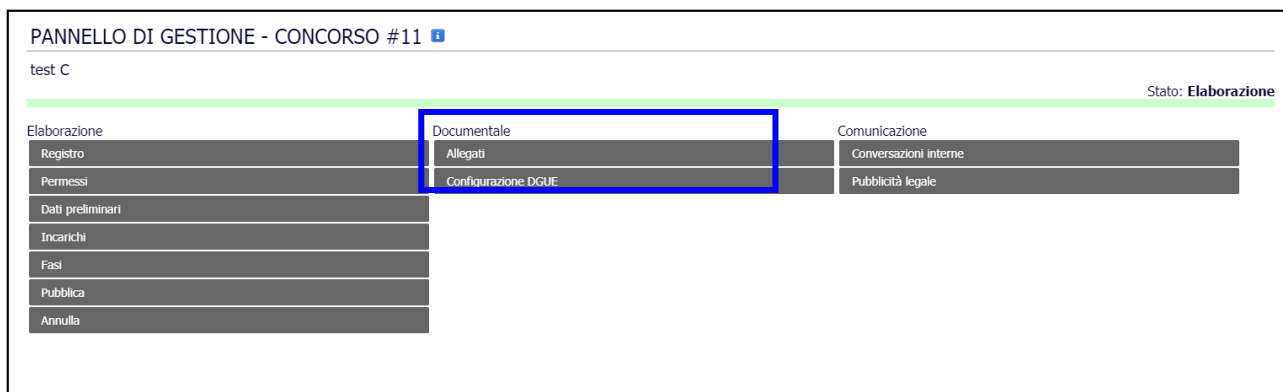 PANNELLO DI GESTIONE - CONCORSO #11 i
test C
Stato: Elaborazione
Elaborazione
Registro
Permessi
Dati preliminari
Incarichi
Fasi
Pubblica
Annulla
Documentale
Allegati
Configurazione DGUE
Comunicazione
Conversazioni interne
Pubblicità legale